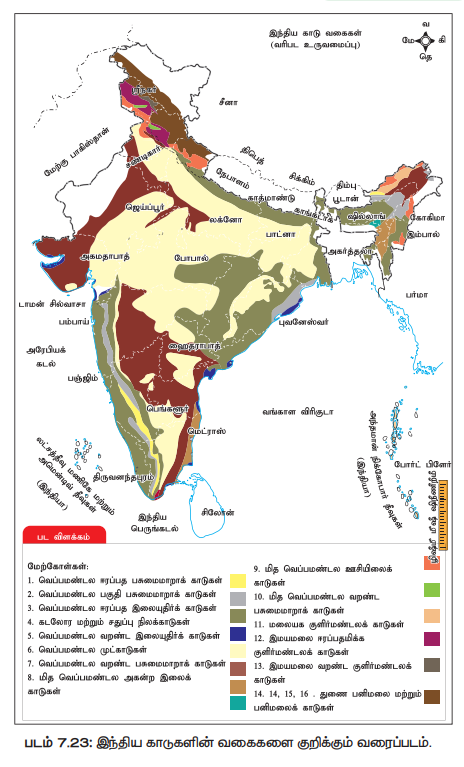 இந்திய காடு வகைகள்
(வரிபட உருவமைப்பு)
வ
மே கி
தெ
சீனா
மேற்கு பாகிஸ்தான்
சண்டிகார்
திபெத்
நேபாளம்
சிக்கிம்
காத்மாண்டு
திம்பு
பூடான்
காங்டாக்
ஜெய்ப்பூர்
லக்னோ
ஷில்லாங்
கோகிமா
இம்பால்
பாட்னா
அகமதாபாத்
போபால்
அகர்த்தலா
பர்மா
டாமன் சில்வாசா
பம்பாய்
புவனேஸ்வர்
அரேபியக்
கடல்
ஹைதராபாத்
பஞ்ஜிம்
பெங்களூர்
மெட்ராஸ்
வங்காள விரிகுடா
லட்சத்தீவு மணிகை மற்றும்
அமென்டிவ் தீவுகள்
(இந்தியா)
அந்தமான் நிக்கோபார் தீவுகள்
(இந்தியா)
போர்ட் பிளேர்
திருவனந்தபுரம்
இந்திய
பெருங்கடல்
சிலோன்
பட விளக்கம்
மேற்கோள்கள்:
1. வெப்பமண்டல ஈரப்பத பசுமைமாறாக் காடுகள்
2. வெப்பமண்டல பகுதி பசுமைமாறாக் காடுகள்
3. வெப்பமண்டல ஈரப்பத இலையுதிர்க் காடுகள்
4. கடலோர மற்றும் சதுப்பு நிலக்காடுகள்
5. வெப்பமண்டல வறண்ட இலையுதிர் காடுகள்
6. வெப்பமண்டல முட்காடுகள்
7. வெப்பமண்டல வறண்ட பசுமைமாறாக் காடுகள்
8. மித வெப்பமண்டல அகன்ற இலைக்
காடுகள்
9. மித வெப்பமண்டல ஊசியிலைக்
காடுகள்
10. மித வெப்பமண்டல வறண்ட
பசுமைமாறாக் காடுகள்
11. மலையக குளிர்மண்டலக் காடுகள்
12. இமயமலை ஈரப்பதமிக்க
குளிர்மண்டலக் காடுகள்
13. இமயமலை வறண்ட குளிர்மண்டலக்
காடுகள்
14. 14, 15, 16 . துணை பனிமலை மற்றும்
பனிமலைக் காடுகள்.
படம் 7.23: இந்திய காடுகளின் வகைகளை குறிக்கும் வரைப்படம்.